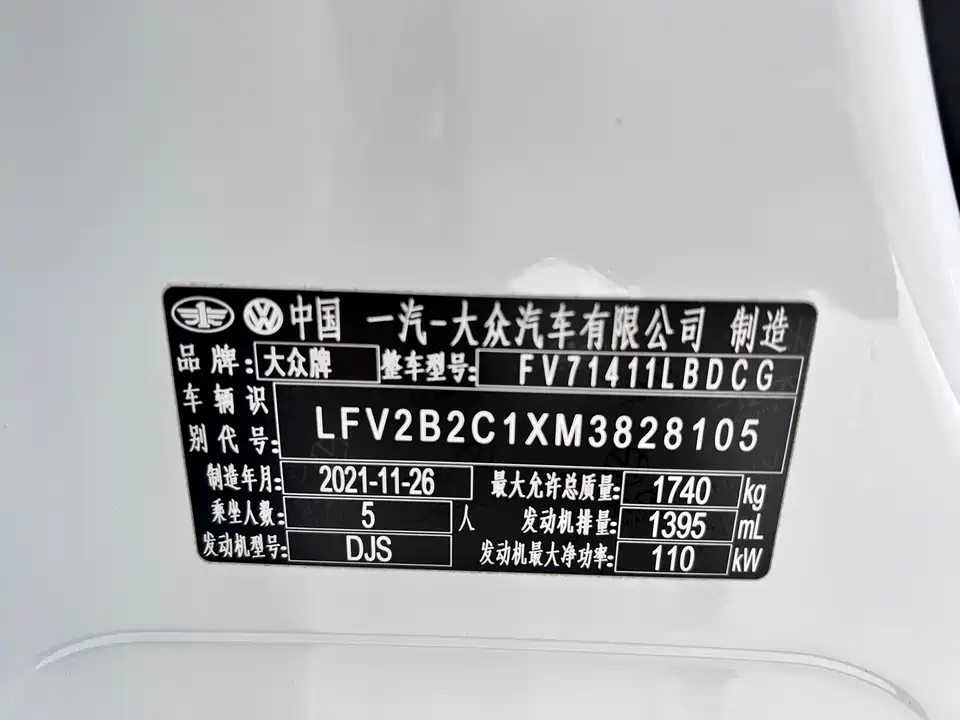 中国 一汽-大众汽车有限公司 制造
品牌: 大众牌 整车型号: FV71411LBDCG
车辆识别代号: LFV2B2C1XM3828105
制造年月: 2021-11-26 最大允许总质量: 1740 kg
乘坐人数: 5 人 发动机排量: 1395 mL
发动机型号: DJS 发动机最大净功率: 110 kW